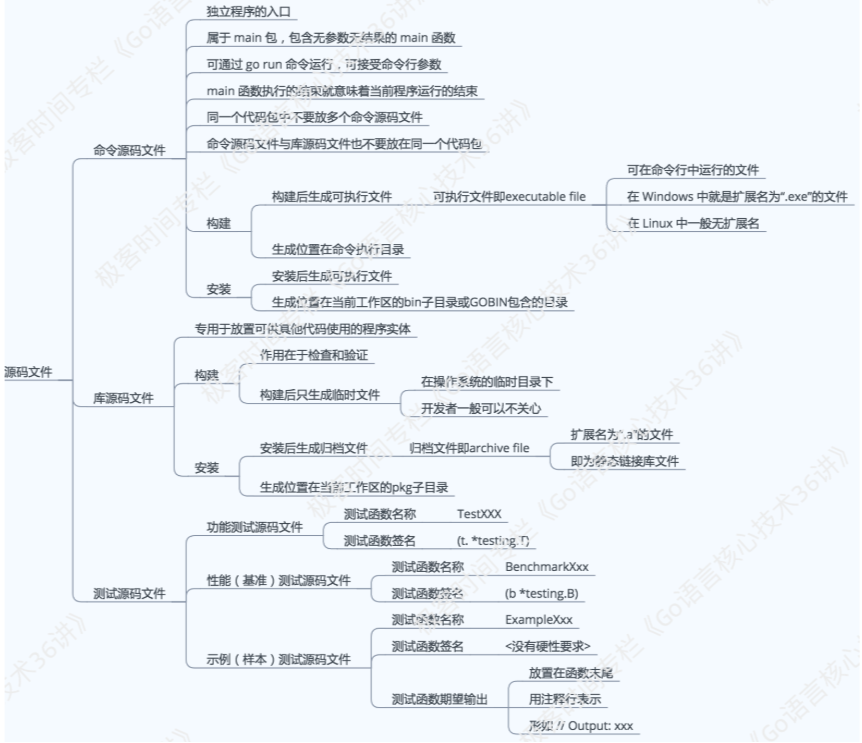 独立程序的入口
属于 main 包，包含无参数无结果的 main 函数
可通过 go run 命令运行，可接受命令行参数
main 函数执行的结束就意味着当前程序运行的结束
同一个代码包中不要放多个命令源码文件
命令源码文件
命令源码文件与库源码文件也不要放在同一个代码包
可在命令行中运行的文件
构建后生成可执行文件 可执行文件即executable file 在 Windows 中就是扩展名为“.exe”的文件
构建
在 Linux 中一般无扩展名
生成位置在命令执行目录
安装后生成可执行文件
安装
生成位置在当前工作区的bin子目录或GOBIN包含的目录
专用于放置可供其他代码使用的程序实体
作用在于检查和验证
源码文件
构建
在操作系统的临时目录下
库源码文件
构建后只生成临时文件
开发者一般可以不关心
扩展名为“.a”的文件
安装后生成归档文件 归档文件即archive file
即为静态链接库文件
安装
生成位置在当前工作区的pkg子目录
测试函数名称 TestXXX
功能测试源码文件
测试函数签名 (t. *testing.T)
测试函数名称 BenchmarkXxx
性能（基准）测试源码文件
测试源码文件
测试函数签名 (b *testing.B)
测试函数名称 ExampleXxx
测试函数签名 <没有硬性要求>
示例（样本）测试源码文件
放置在函数末尾
测试函数期望输出 用注释行表示
形如 // Output: xxx
极客时间专栏《Go语言核心技术36讲》